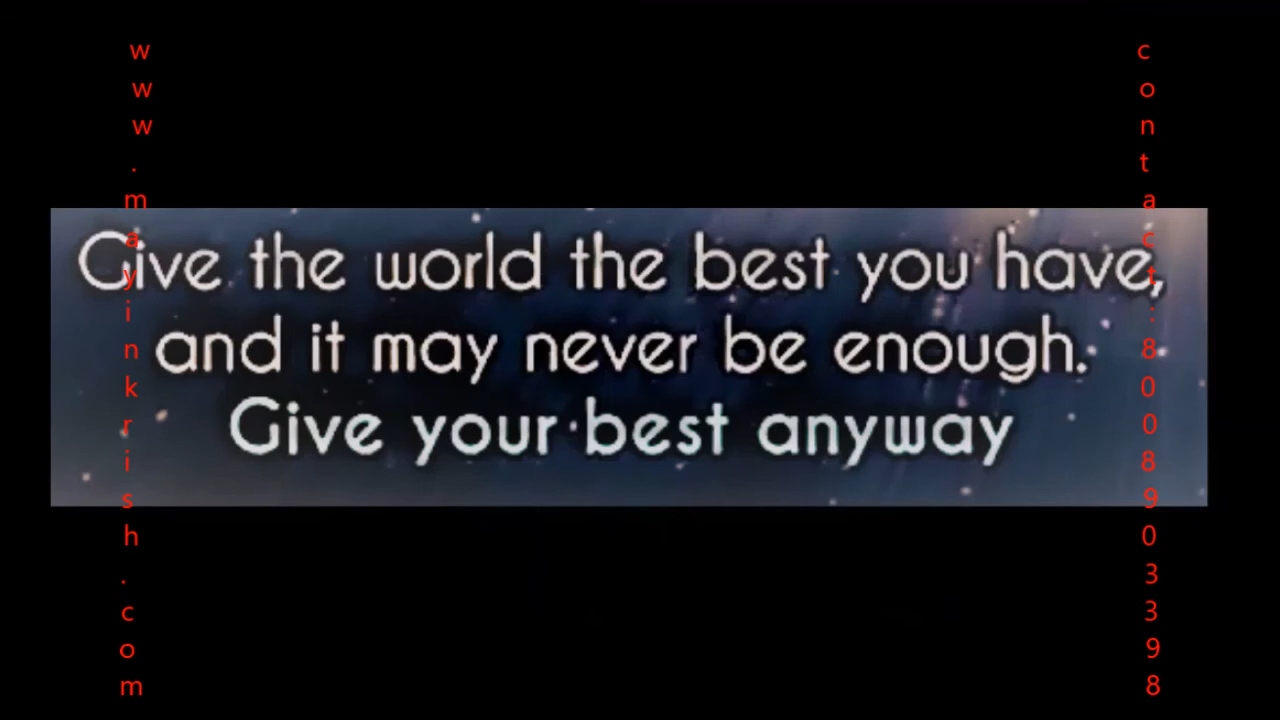 www.mayinkrish.com
Give the world the best you have,
and it may never be enough.
Give your best anyway
contact:8008903398